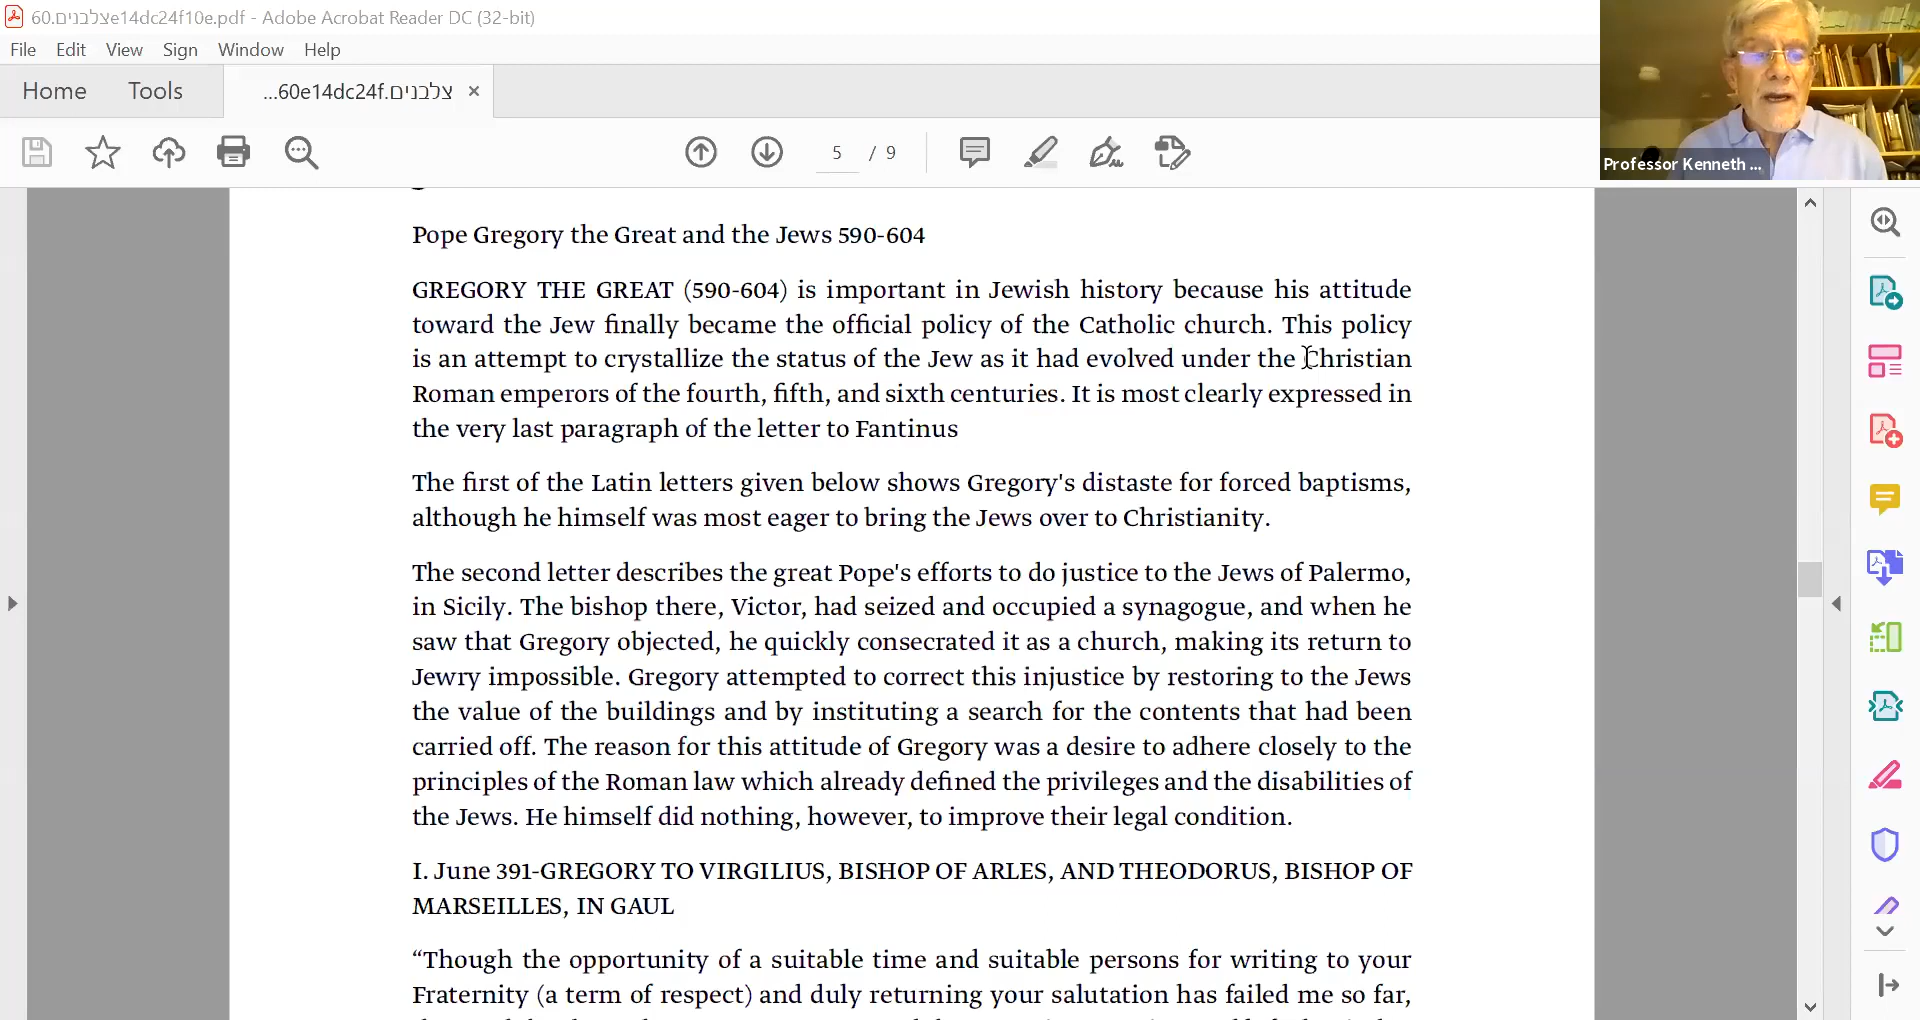 60.צלבניםe14dc24f10e.pdf - Adobe Acrobat Reader DC (32-bit)
File Edit View Sign Window Help
Home Tools ...60e14dc24f.צלבנים ×
5 / 9
Professor Kenneth ...
Pope Gregory the Great and the Jews 590-604
GREGORY THE GREAT (590-604) is important in Jewish history because his attitude
toward the Jew finally became the official policy of the Catholic church. This policy
is an attempt to crystallize the status of the Jew as it had evolved under the Christian
Roman emperors of the fourth, fifth, and sixth centuries. It is most clearly expressed in
the very last paragraph of the letter to Fantinus
The first of the Latin letters given below shows Gregory's distaste for forced baptisms,
although he himself was most eager to bring the Jews over to Christianity.
The second letter describes the great Pope's efforts to do justice to the Jews of Palermo,
in Sicily. The bishop there, Victor, had seized and occupied a synagogue, and when he
saw that Gregory objected, he quickly consecrated it as a church, making its return to
Jewry impossible. Gregory attempted to correct this injustice by restoring to the Jews
the value of the buildings and by instituting a search for the contents that had been
carried off. The reason for this attitude of Gregory was a desire to adhere closely to the
principles of the Roman law which already defined the privileges and the disabilities of
the Jews. He himself did nothing, however, to improve their legal condition.
I. June 391-GREGORY TO VIRGILIUS, BISHOP OF ARLES, AND THEODORUS, BISHOP OF
MARSEILLES, IN GAUL
“Though the opportunity of a suitable time and suitable persons for writing to your
Fraternity (a term of respect) and duly returning your salutation has failed me so far,